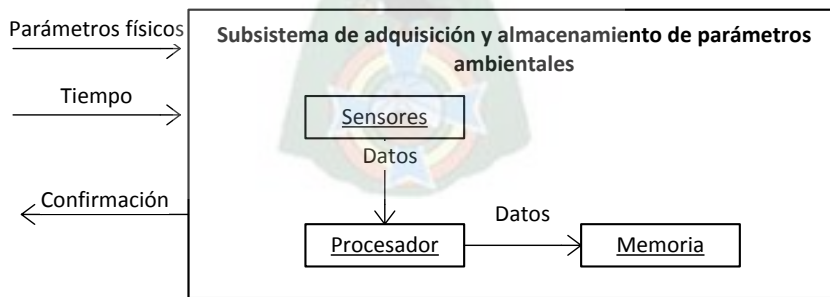 Parámetros físicos
Subsistema de adquisición y almacenamiento de parámetros
ambientales
Tiempo
Sensores
Datos
Confirmación
Datos
Procesador
Memoria